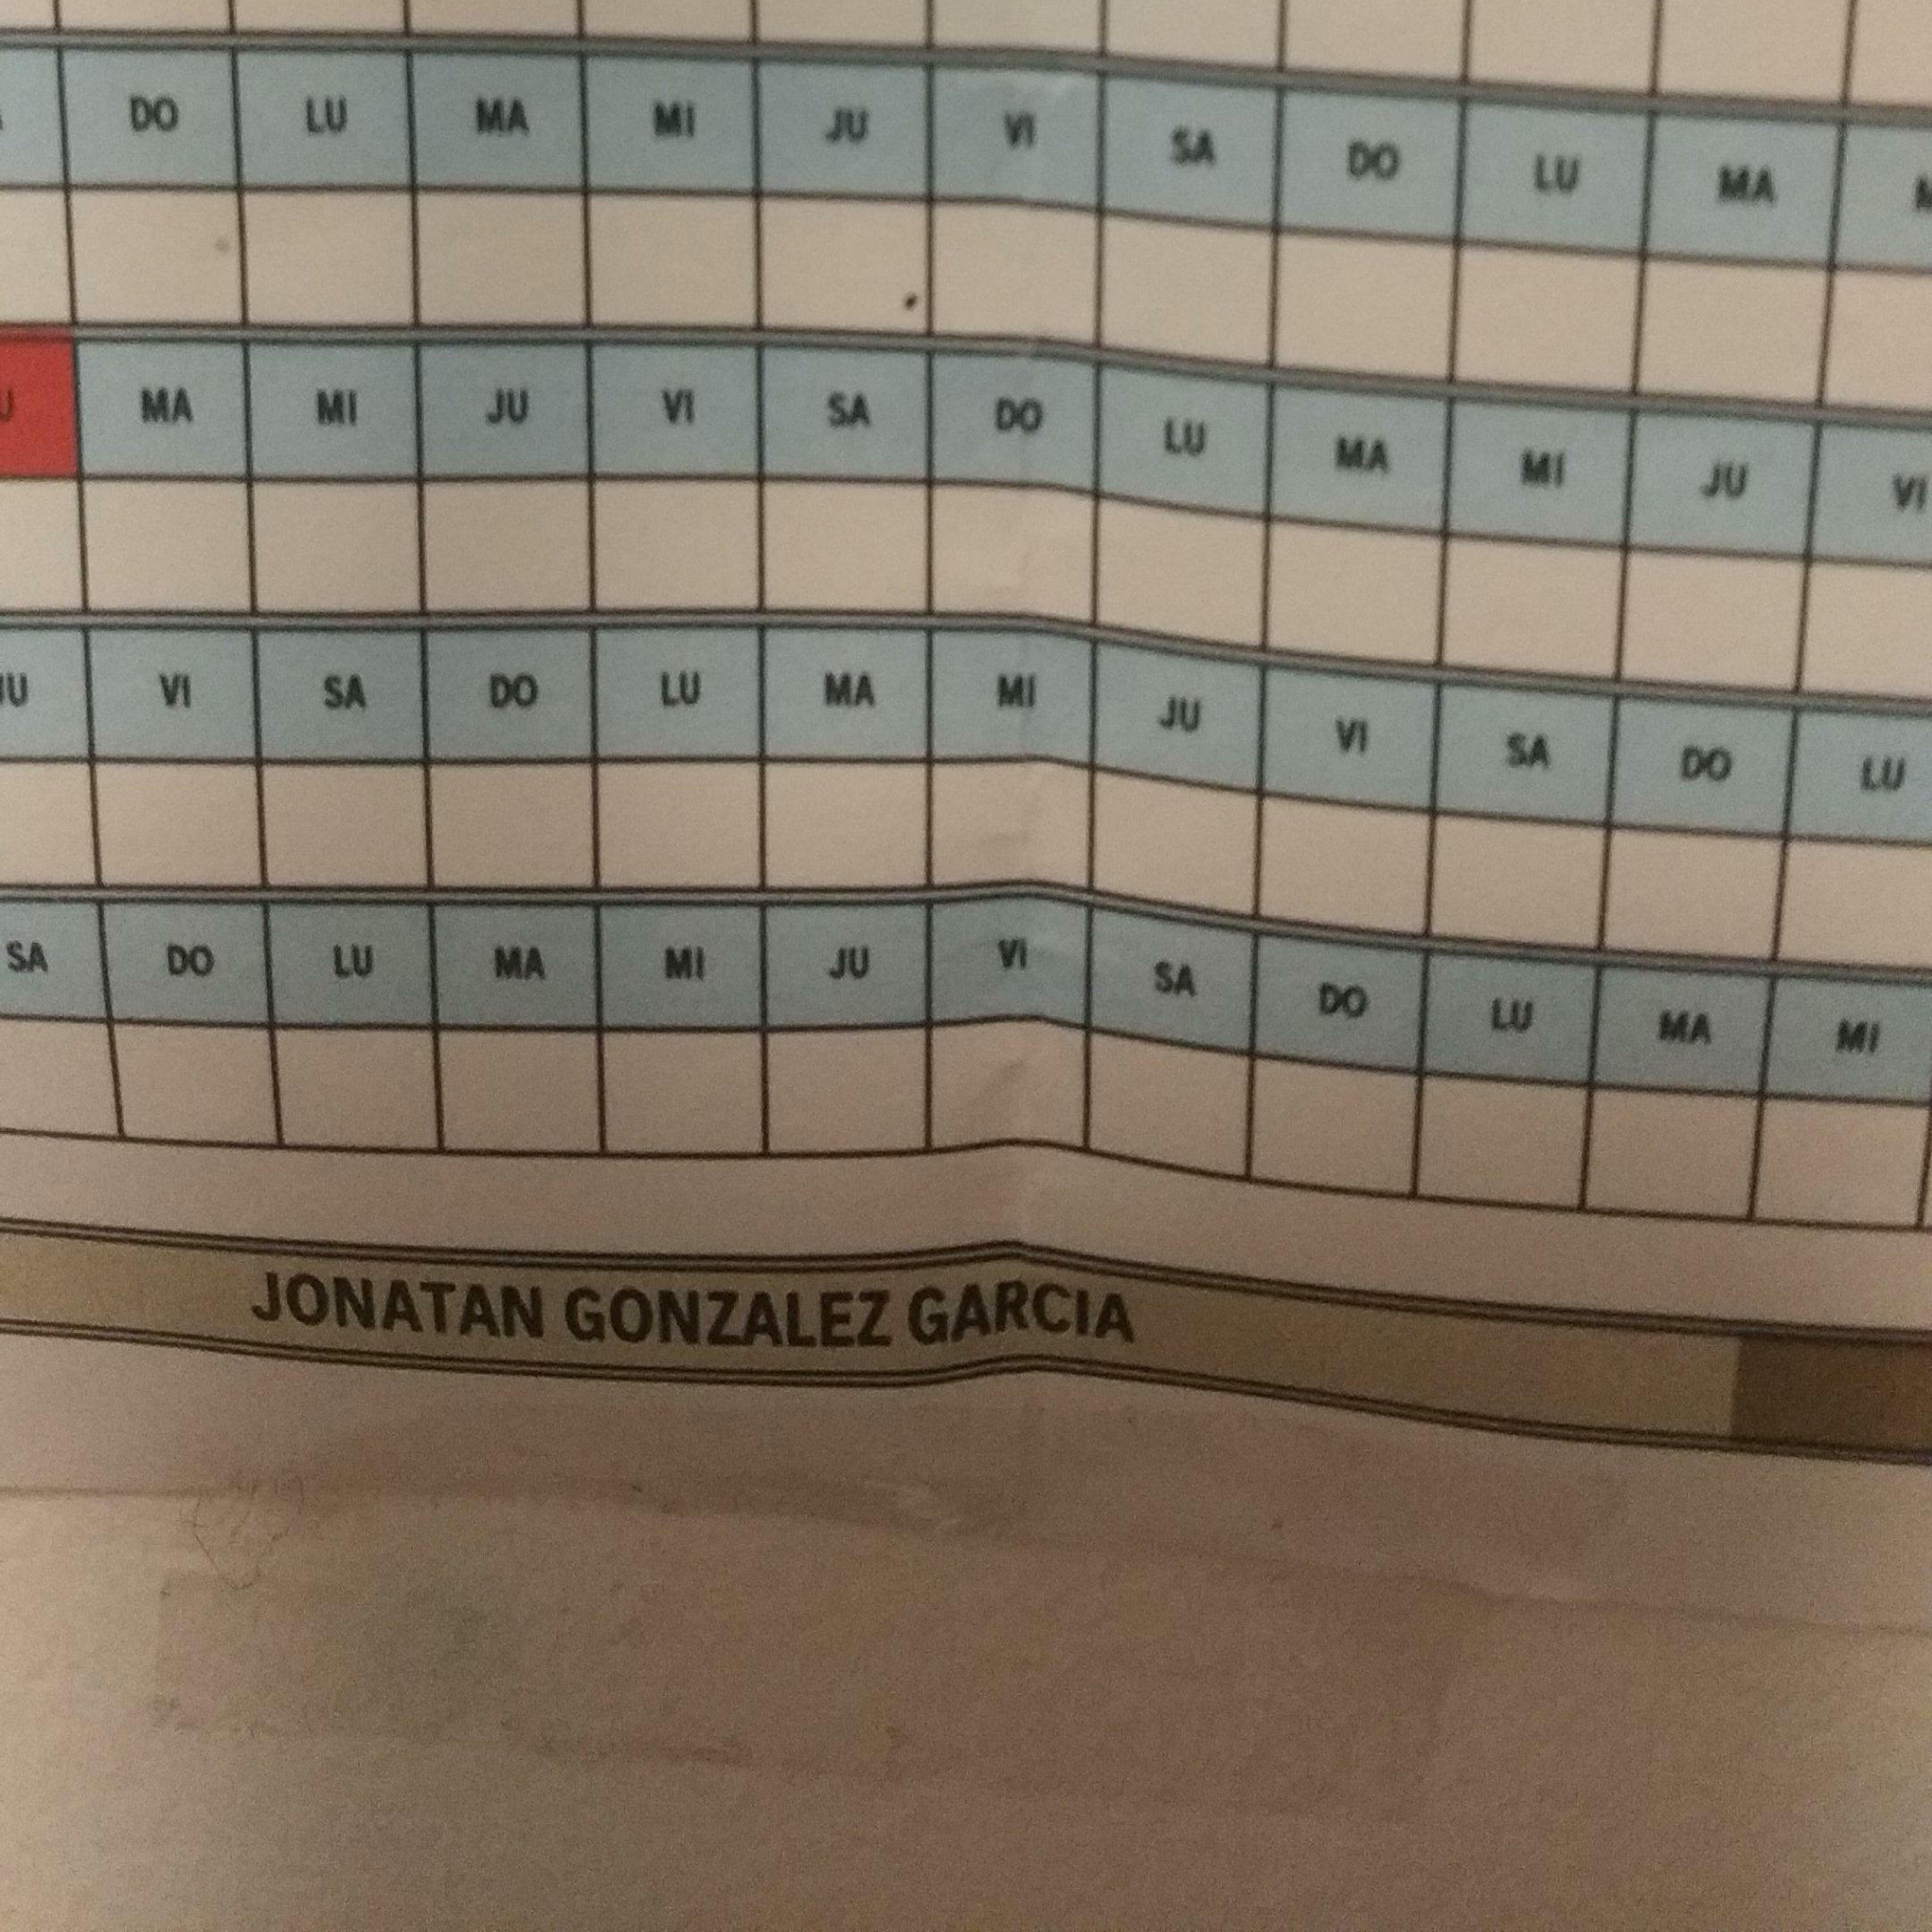 DO LU MA MI JU VI SA DO LU MA
MA MI JU VI SA DO LU MA MI JU VI
JU VI SA DO LU MA MI JU VI SA DO LU
SA DO LU MA MI JU VI SA DO LU MA MI
JONATAN GONZALEZ GARCIA